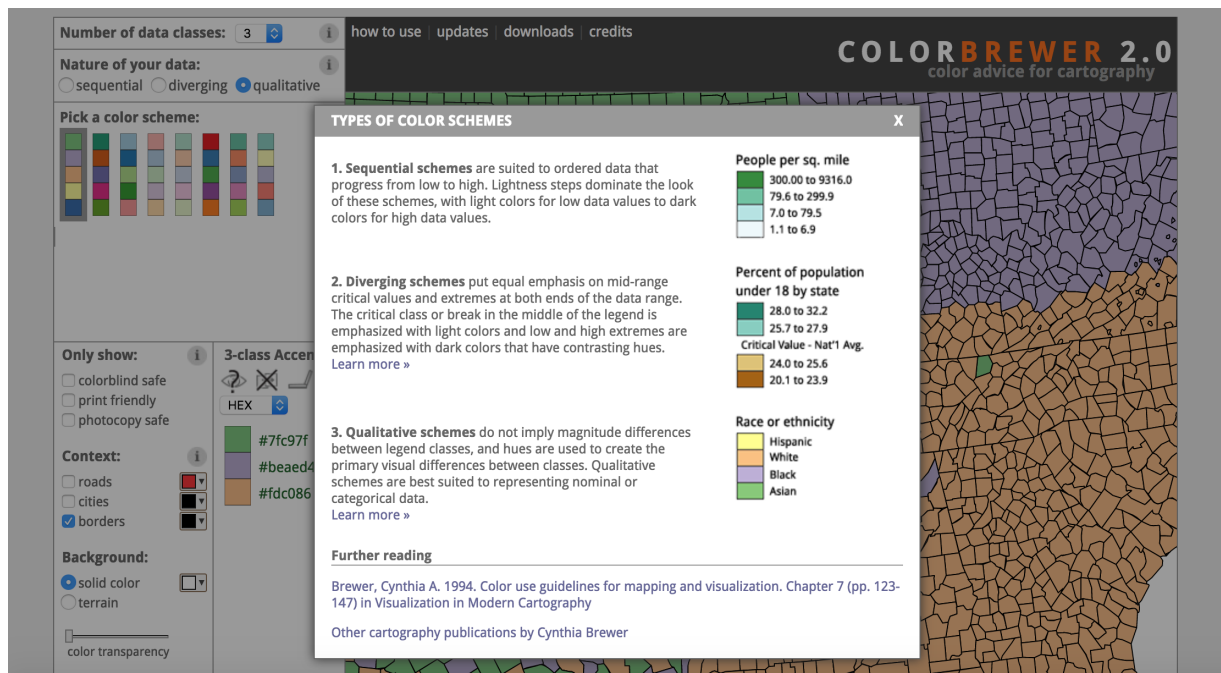 Number of data classes: 3 i
how to use | updates | downloads | credits
COLORBREWER 2.0
color advice for cartography
Nature of your data: i
sequential diverging qualitative
Pick a color scheme:
TYPES OF COLOR SCHEMES X
1. Sequential schemes are suited to ordered data that
progress from low to high. Lightness steps dominate the look
of these schemes, with light colors for low data values to dark
colors for high data values.
People per sq. mile
300.00 to 9316.0
79.6 to 299.9
7.0 to 79.5
1.1 to 6.9
2. Diverging schemes put equal emphasis on mid-range
critical values and extremes at both ends of the data range.
The critical class or break in the middle of the legend is
emphasized with light colors and low and high extremes are
emphasized with dark colors that have contrasting hues.
Learn more »
Percent of population
under 18 by state
28.0 to 32.2
25.7 to 27.9
Critical Value - Nat'1 Avg.
24.0 to 25.6
20.1 to 23.9
3. Qualitative schemes do not imply magnitude differences
between legend classes, and hues are used to create the
primary visual differences between classes. Qualitative
schemes are best suited to representing nominal or
categorical data.
Learn more »
Race or ethnicity
Hispanic
White
Black
Asian
Further reading
Brewer, Cynthia A. 1994. Color use guidelines for mapping and visualization. Chapter 7 (pp. 123-
147) in Visualization in Modern Cartography
Other cartography publications by Cynthia Brewer
Only show: i
colorblind safe
print friendly
photocopy safe
Context: i
roads
cities
borders
Background:
solid color
terrain
color transparency
3-class Accen
?
HEX
#7fc97f
#beaed4
#fdc086